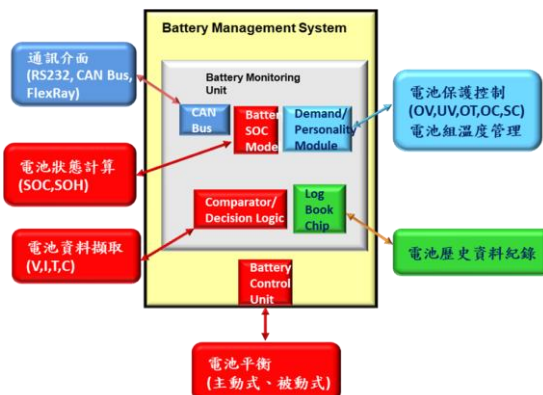 Battery Management System
通訊介面
(RS232, CAN Bus,
FlexRay)
Battery Monitoring
Unit
CAN
Bus
Batter
SOC
Mode
Demand/
Personality
Module
電池保護控制
(OV,UV,OT,OC,SC)
電池組溫度管理
電池狀態計算
(SOC,SOH)
Comparator/
Decision Logic
Log
Book
Chip
電池資料擷取
(V,I,T,C)
電池歷史資料紀錄
Battery
Control
Unit
電池平衡
(主動式、被動式)